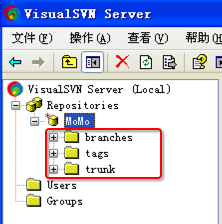 VisualSVN Server
文件(F) 操作(A) 查看(V) 帮助(H
VisualSVN Server (Local)
Repositories
MoMo
branches
tags
trunk
Users
Groups